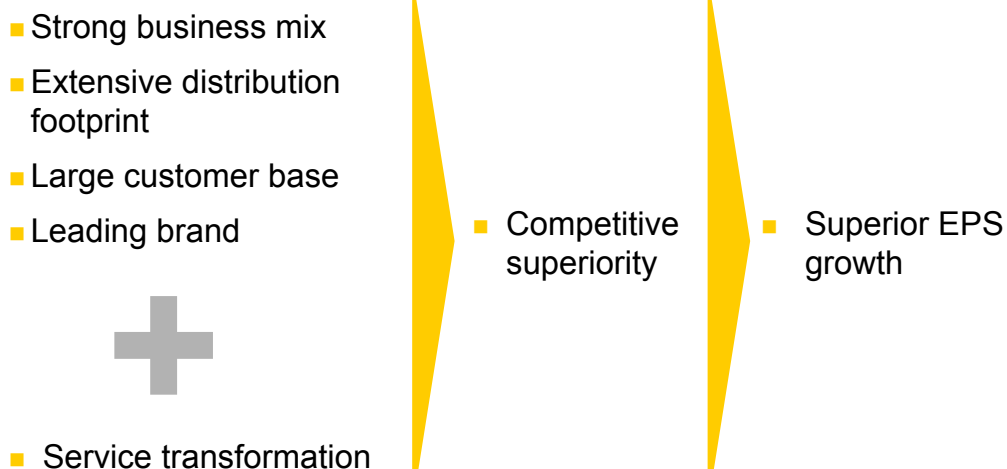 Strong business mix
Extensive distribution
footprint
Large customer base
Leading brand
Service transformation
Competitive
superiority
Superior EPS
growth